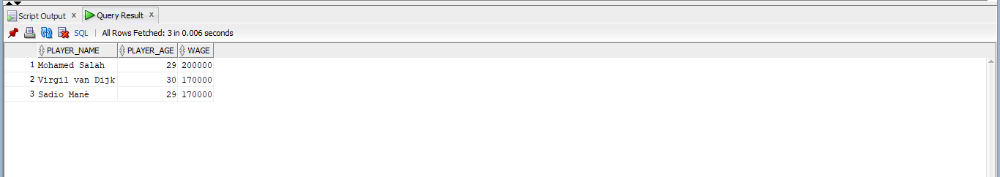 Script Output x Query Result x
SQL | All Rows Fetched: 3 in 0.006 seconds
PLAYER_NAME PLAYER_AGE WAGE
1 Mohamed Salah 29 200000
2 Virgil van Dijk 30 170000
3 Sadio Mané 29 170000